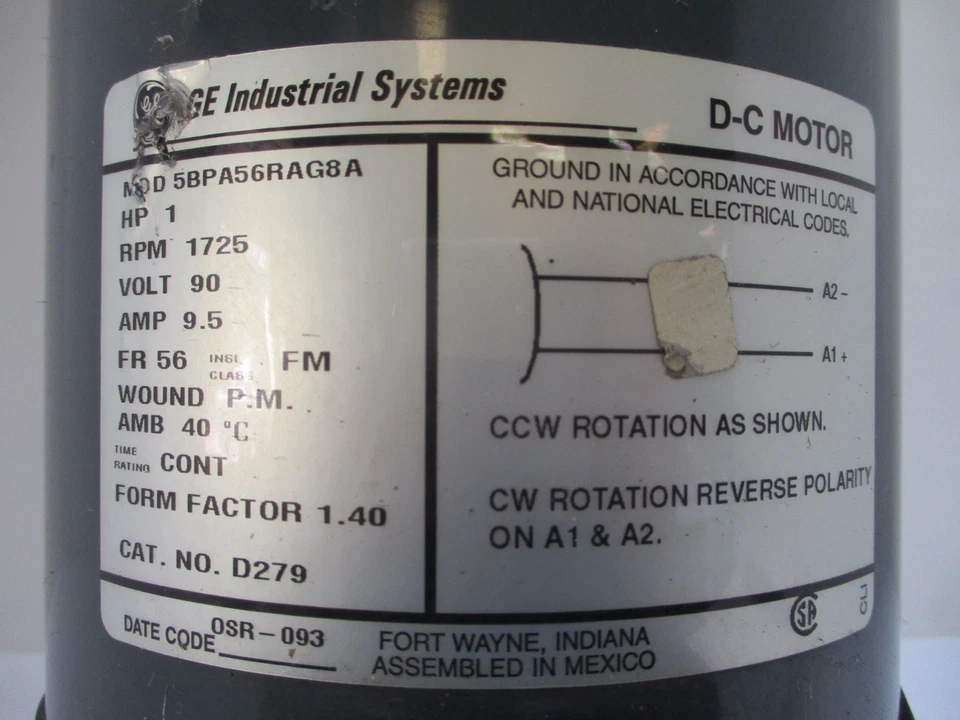 GE Industrial Systems
D-C MOTOR
MOD 5BPA56RAG8A
HP 1
RPM 1725
VOLT 90
AMP 9.5
FR 56 INSL CLASS FM
WOUND P.M.
AMB 40 °C
TIME RATING CONT
FORM FACTOR 1.40
CAT. NO. D279
GROUND IN ACCORDANCE WITH LOCAL
AND NATIONAL ELECTRICAL CODES.
A2 -
A1 +
CCW ROTATION AS SHOWN.
CW ROTATION REVERSE POLARITY
ON A1 & A2.
DATE CODE OSR-093
FORT WAYNE, INDIANA
ASSEMBLED IN MEXICO
SA
CLI